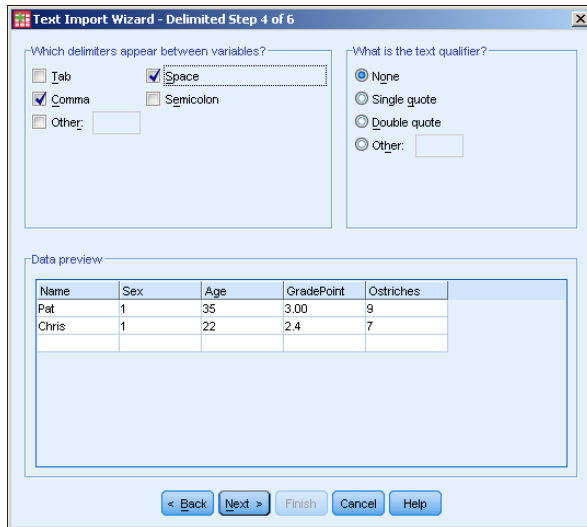 Text Import Wizard - Delimited Step 4 of 6
Which delimiters appear between variables?
Tab
Space
Comma
Semicolon
Other:
What is the text qualifier?
None
Single quote
Double quote
Other:
Data preview
Name Sex Age GradePoint Ostriches
Pat 1 35 3.00 9
Chris 1 22 2.4 7
< Back Next > Finish Cancel Help